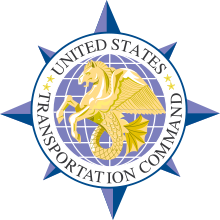 UNITED STATES
TRANSPORTATION COMMAND